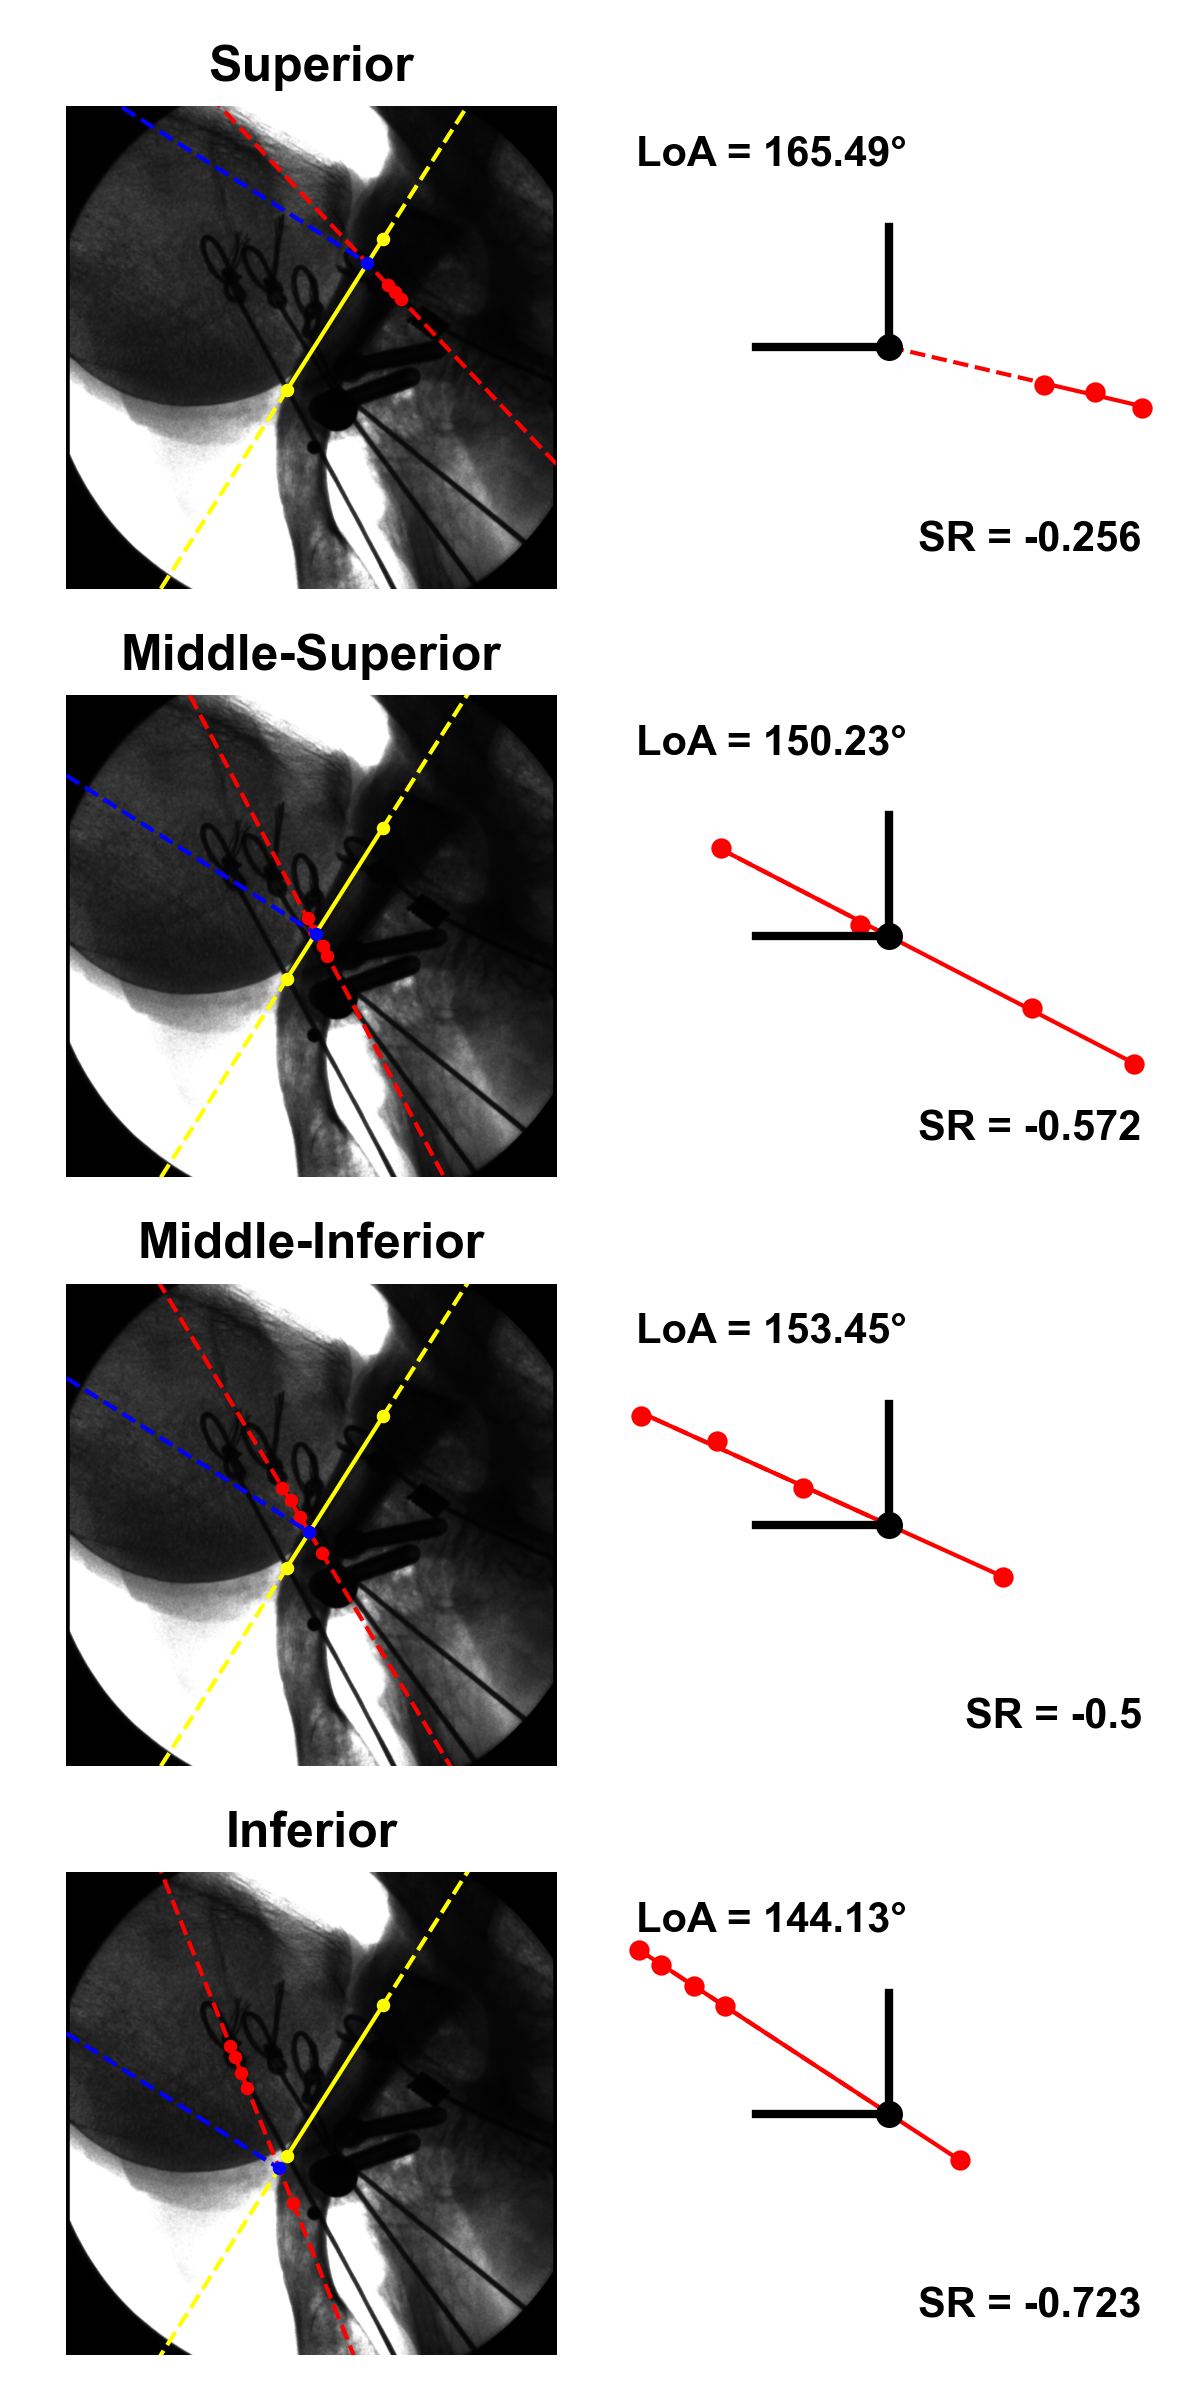 Superior
LoA = 165.49°
SR = -0.256
Middle-Superior
LoA = 150.23°
SR = -0.572
Middle-Inferior
LoA = 153.45°
SR = -0.5
Inferior
LoA = 144.13°
SR = -0.723